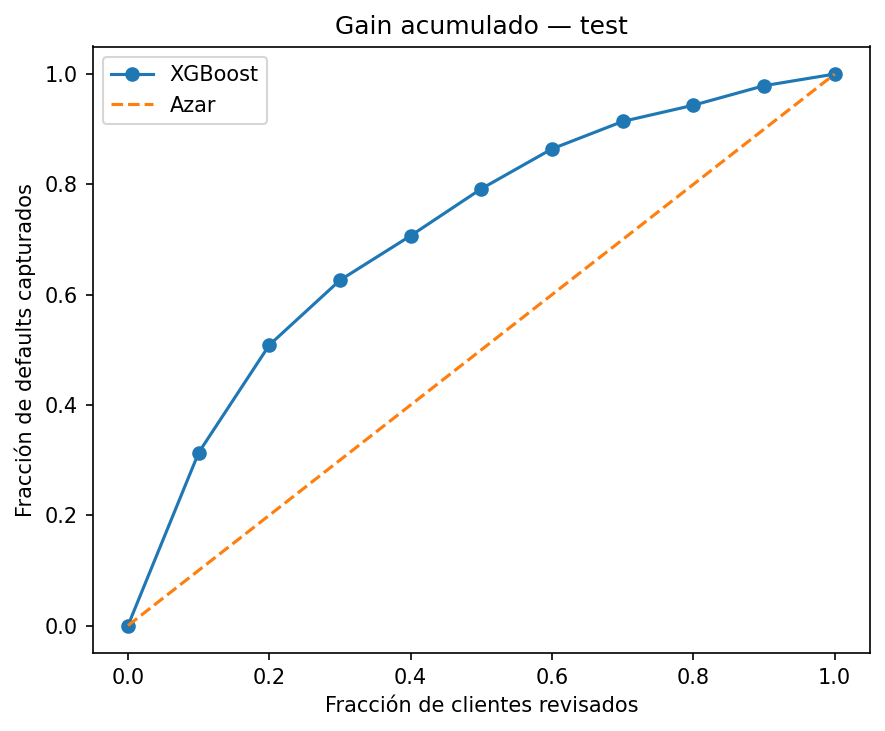 Gain acumulado — test
XGBoost
Azar
Fracción de defaults capturados
1.0
0.8
0.6
0.4
0.2
0.0
0.0 0.2 0.4 0.6 0.8 1.0
Fracción de clientes revisados